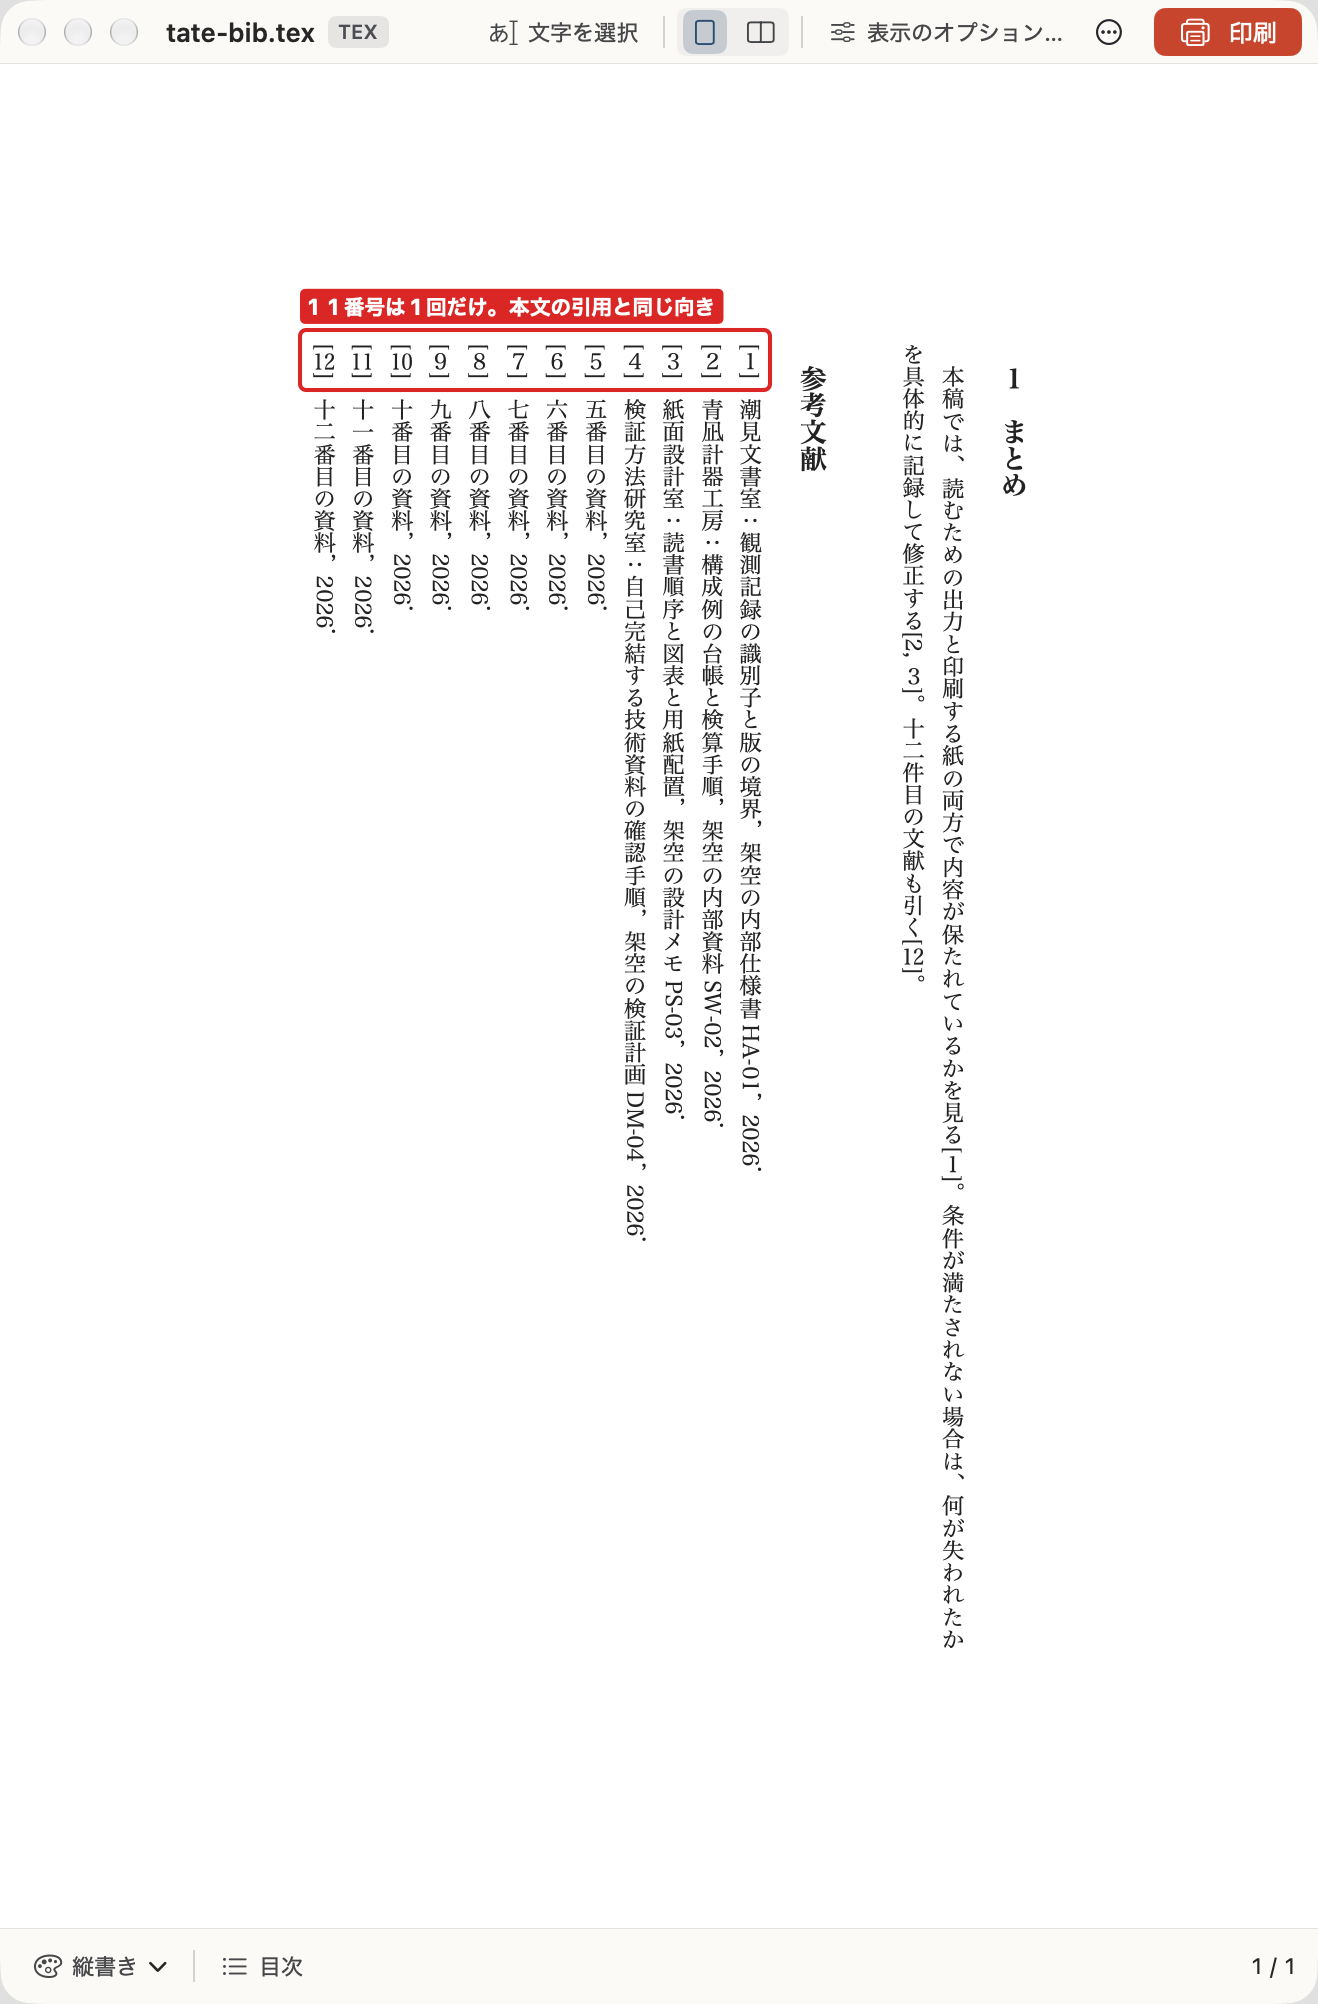 tate-bib.tex TEX
文字を選択
表示のオプション...
印刷
1 まとめ
本稿では、読むための出力と印刷する紙の両方で内容が保たれているかを見る[1]。条件が満たされない場合は、何が失われたか
を具体的に記録して修正する[2, 3]。十二件目の文献も引く[12]。
参考文献
11番号は1回だけ。本文の引用と同じ向き
[1] 潮見文書室：観測記録の識別子と版の境界，架空の内部仕様書 HA-01，2026.
[2] 青凪計器工房：構成例の台帳と検算手順，架空の内部資料 SW-02，2026.
[3] 紙面設計室：読書順序と図表と用紙配置，架空の設計メモ PS-03，2026.
[4] 検証方法研究室：自己完結する技術資料の確認手順，架空の検証計画 DM-04，2026.
[5] 五番目の資料，2026.
[6] 六番目の資料，2026.
[7] 七番目の資料，2026.
[8] 八番目の資料，2026.
[9] 九番目の資料，2026.
[10] 十番目の資料，2026.
[11] 十一番目の資料，2026.
[12] 十二番目の資料，2026.
縦書き
目次
1 / 1